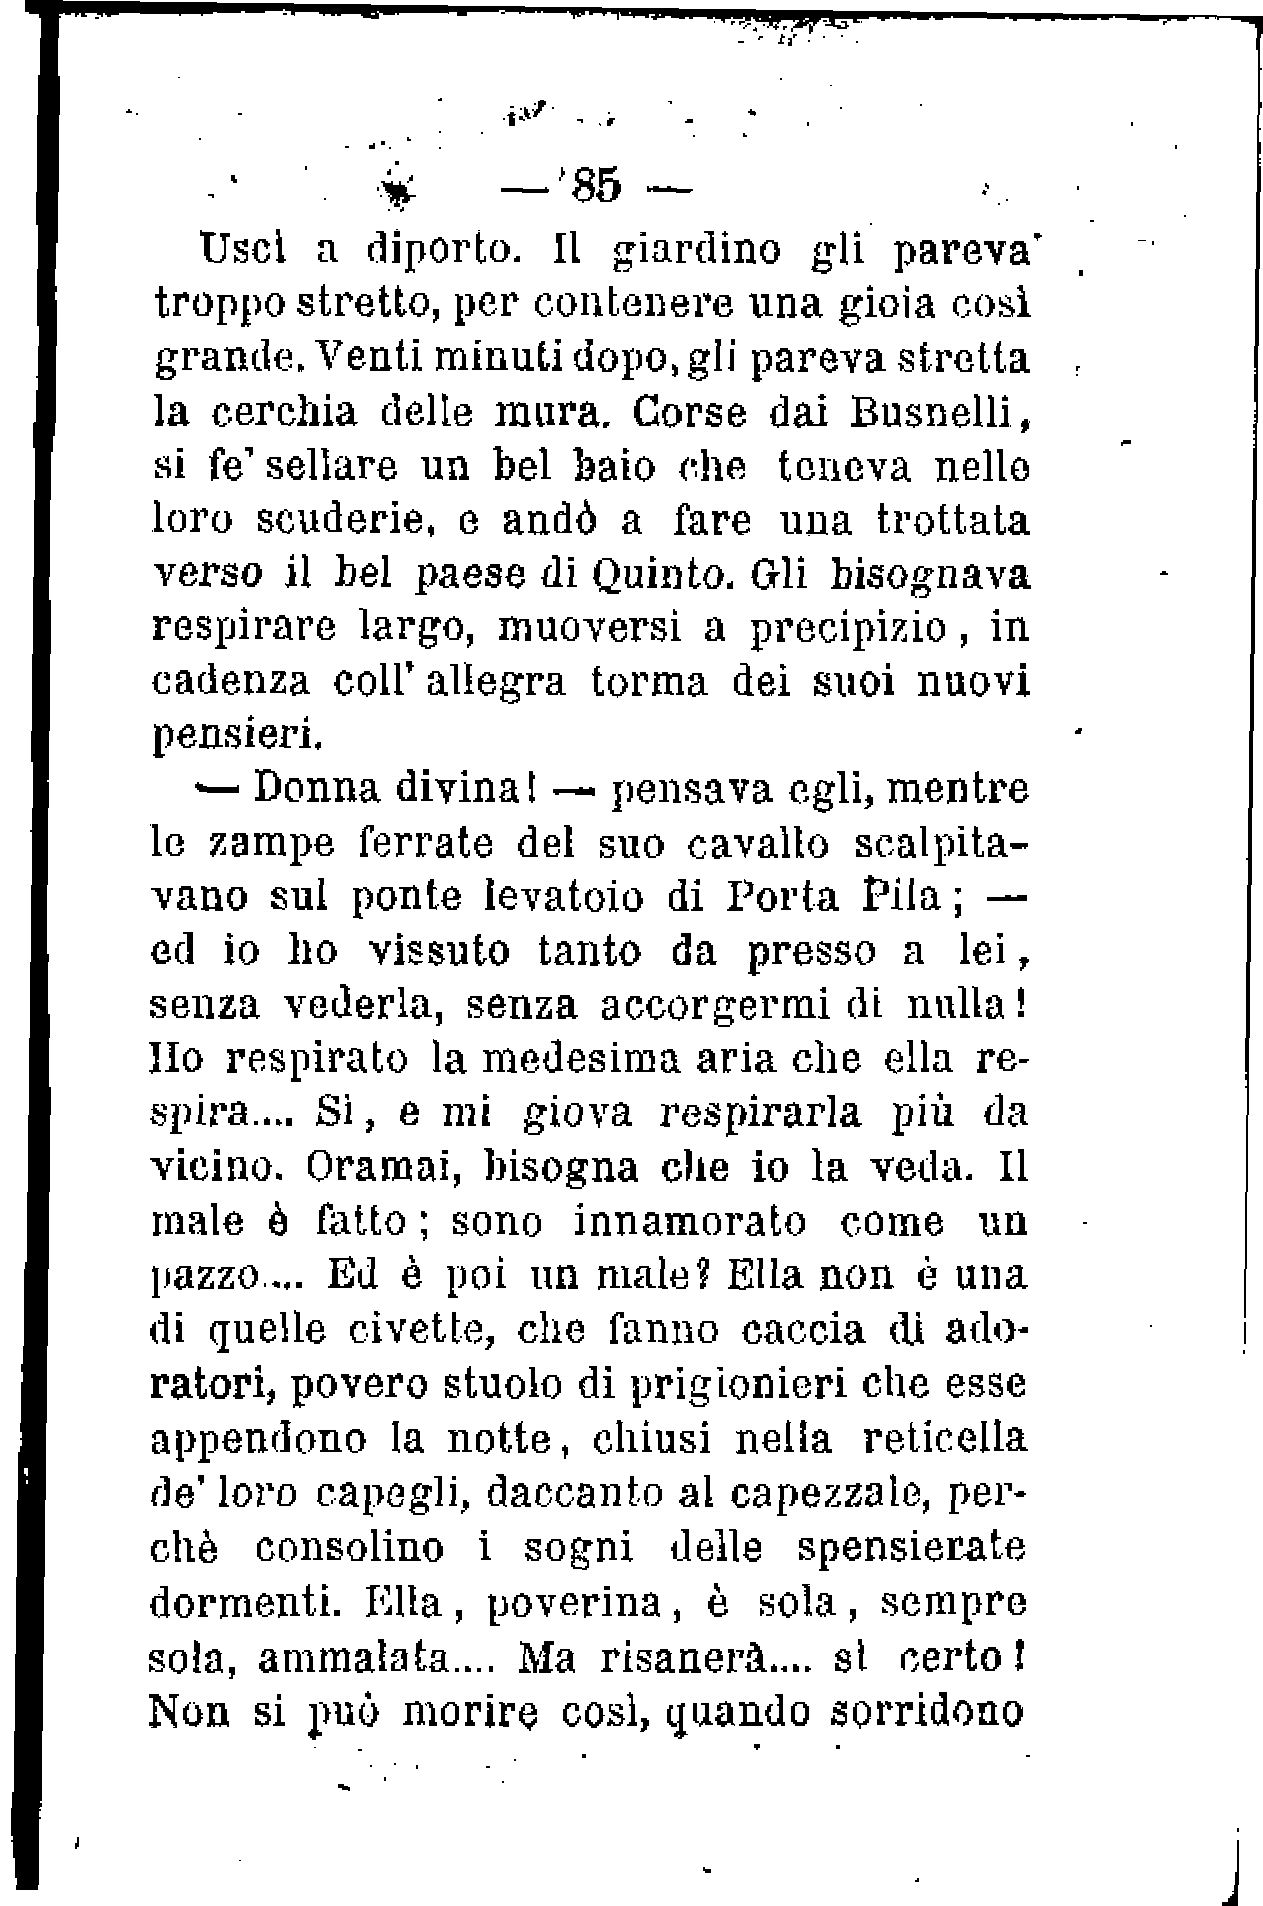 — 85 —
Uscì a diporto. Il giardino gli pareva
troppo stretto, per contenere una gioia così
grande. Venti minuti dopo, gli pareva stretta
la cerchia delle mura. Corse dai Busnelli,
si fe' sellare un bel baio che teneva nelle
loro scuderie, e andò a fare una trottata
verso il bel paese di Quinto. Gli bisognava
respirare largo, muoversi a precipizio, in
cadenza coll' allegra torma dei suoi nuovi
pensieri.
— Donna divina! — pensava egli, mentre
le zampe ferrate del suo cavallo scalpita-
vano sul ponte levatoio di Porta Pila; —
ed io ho vissuto tanto da presso a lei,
senza vederla, senza accorgermi di nulla!
Ho respirato la medesima aria che ella re-
spira.... Sì, e mi giova respirarla più da
vicino. Oramai, bisogna che io la veda. Il
male è fatto; sono innamorato come un
pazzo.... Ed è poi un male? Ella non è una
di quelle civette, che fanno caccia di ado-
ratori, povero stuolo di prigionieri che esse
appendono la notte, chiusi nella reticella
de' loro capegli, daccanto al capezzale, per-
chè consolino i sogni delle spensierate
dormenti. Ella, poverina, è sola, sempre
sola, ammalata.... Ma risanerà.... sì certo!
Non si può morire così, quando sorridono